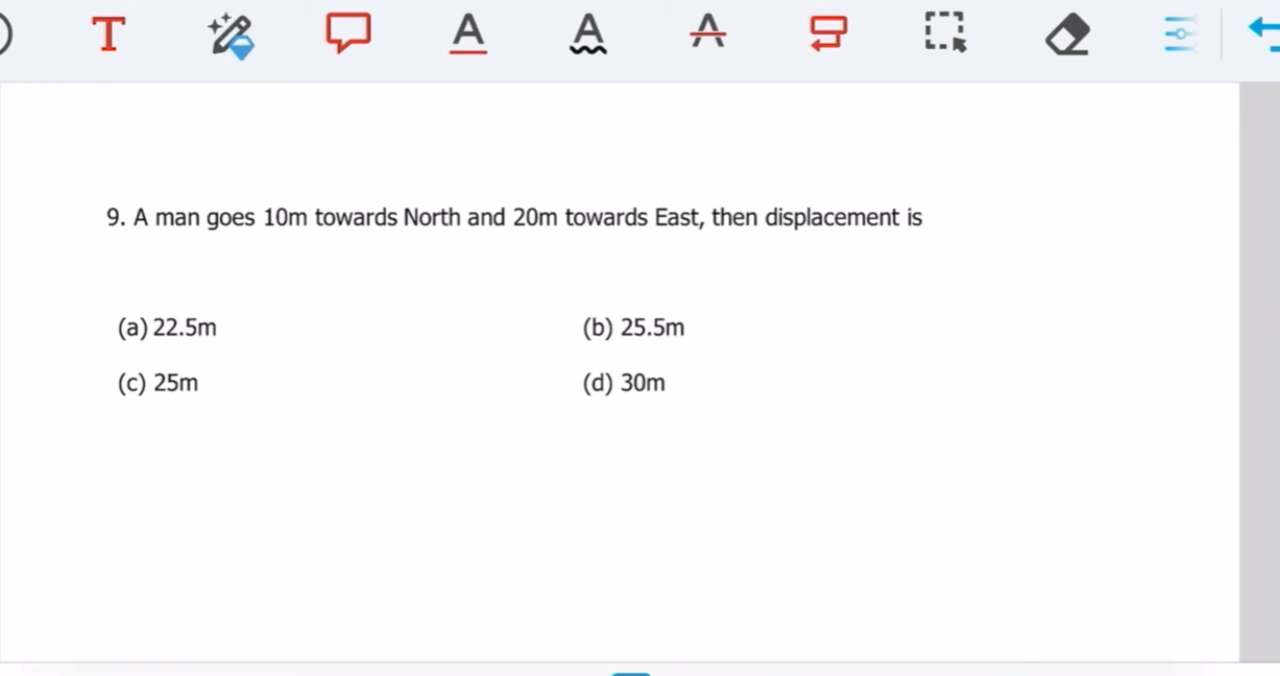 T A A A
9. A man goes 10m towards North and 20m towards East, then displacement is
(a) 22.5m (b) 25.5m
(c) 25m (d) 30m